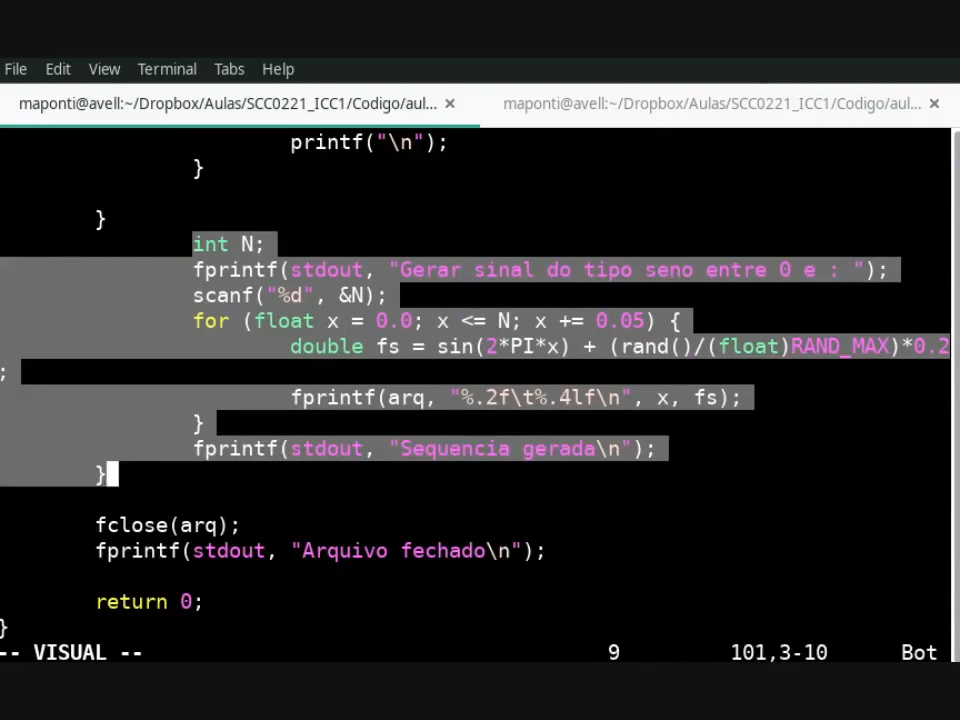 File Edit View Terminal Tabs Help
maponti@avell:~/Dropbox/Aulas/SCC0221_ICC1/Codigo/aul... × maponti@avell:~/Dropbox/Aulas/SCC0221_ICC1/Codigo/aul... ×
printf("\n");
}
}
int N;
fprintf(stdout, "Gerar sinal do tipo seno entre 0 e : ");
scanf("%d", &N);
for (float x = 0.0; x <= N; x += 0.05) {
double fs = sin(2*PI*x) + (rand()/(float)RAND_MAX)*0.2
;
fprintf(arq, "%.2f\t%.4lf\n", x, fs);
}
fprintf(stdout, "Sequencia gerada\n");
}
fclose(arq);
fprintf(stdout, "Arquivo fechado\n");
return 0;
}
-- VISUAL -- 9 101,3-10 Bot